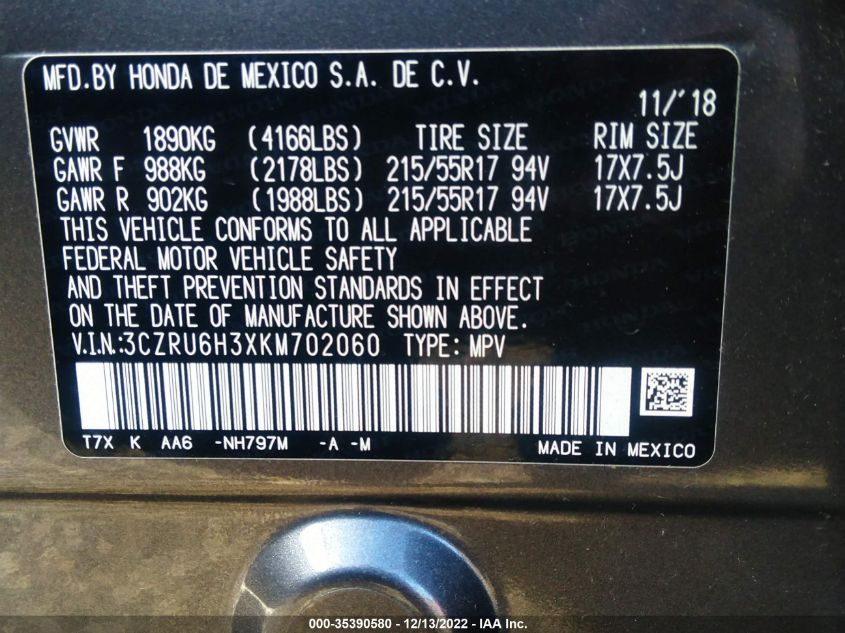 MFD.BY HONDA DE MEXICO S.A. DE C.V.
11/'18
GVWR 1890KG (4166LBS) TIRE SIZE RIM SIZE
GAWR F 988KG (2178LBS) 215/55R17 94V 17X7.5J
GAWR R 902KG (1988LBS) 215/55R17 94V 17X7.5J
THIS VEHICLE CONFORMS TO ALL APPLICABLE
FEDERAL MOTOR VEHICLE SAFETY
AND THEFT PREVENTION STANDARDS IN EFFECT
ON THE DATE OF MANUFACTURE SHOWN ABOVE.
V.I.N.:3CZRU6H3XKM702060 TYPE: MPV
T7X K AA6 -NH797M -A -M MADE IN MEXICO
000-35390580 - 12/13/2022 - IAA Inc.